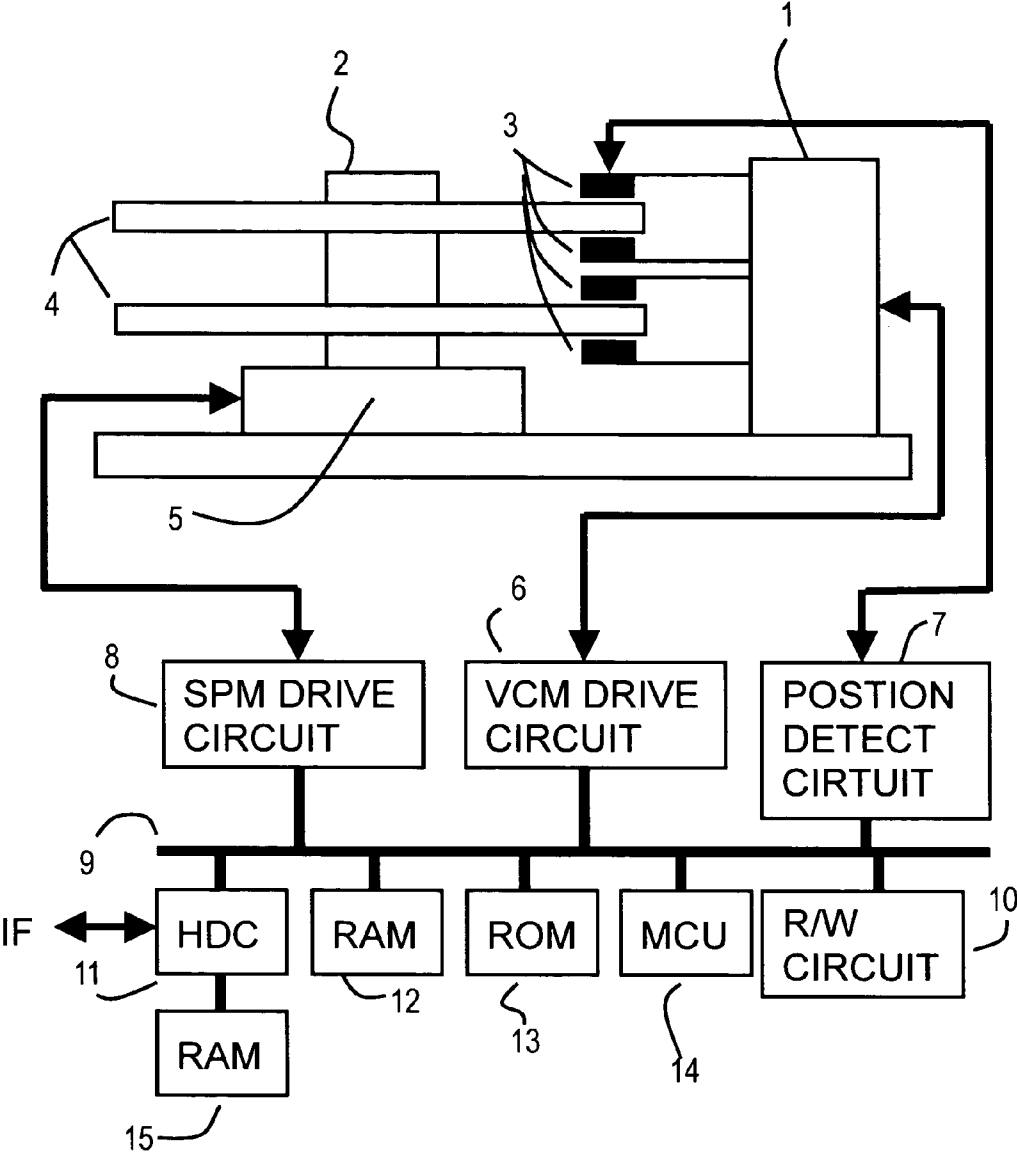 1
2
3
4
5
6
7
8
SPM DRIVE
CIRCUIT
VCM DRIVE
CIRCUIT
POSTION
DETECT
CIRTUIT
9
IF
HDC
RAM
ROM
MCU
R/W
CIRCUIT
10
11
12
13
14
RAM
15